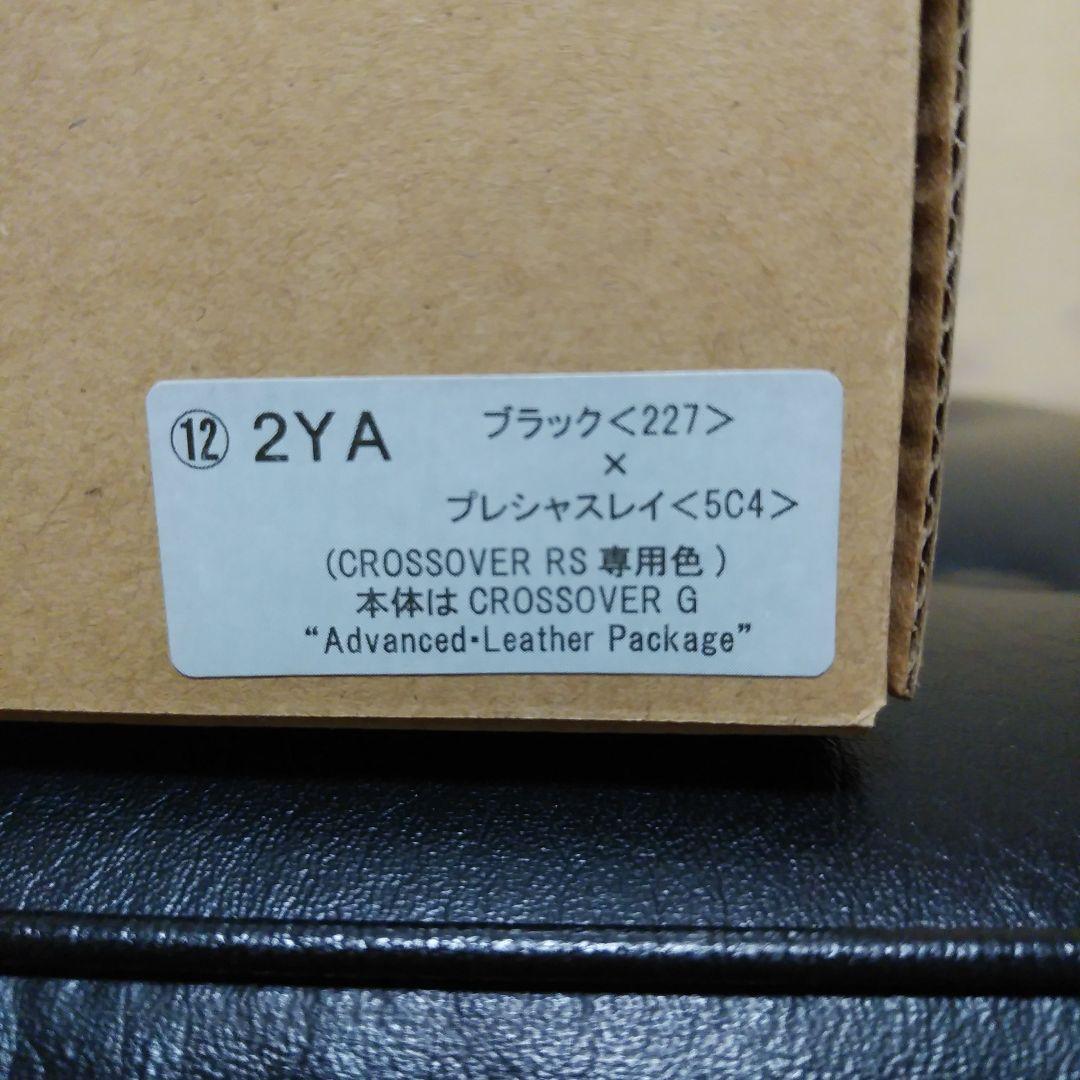 ⑫ 2YA ブラック<227>
×
プレシャスレイ<5C4>
(CROSSOVER RS 専用色)
本体は CROSSOVER G
“Advanced・Leather Package”